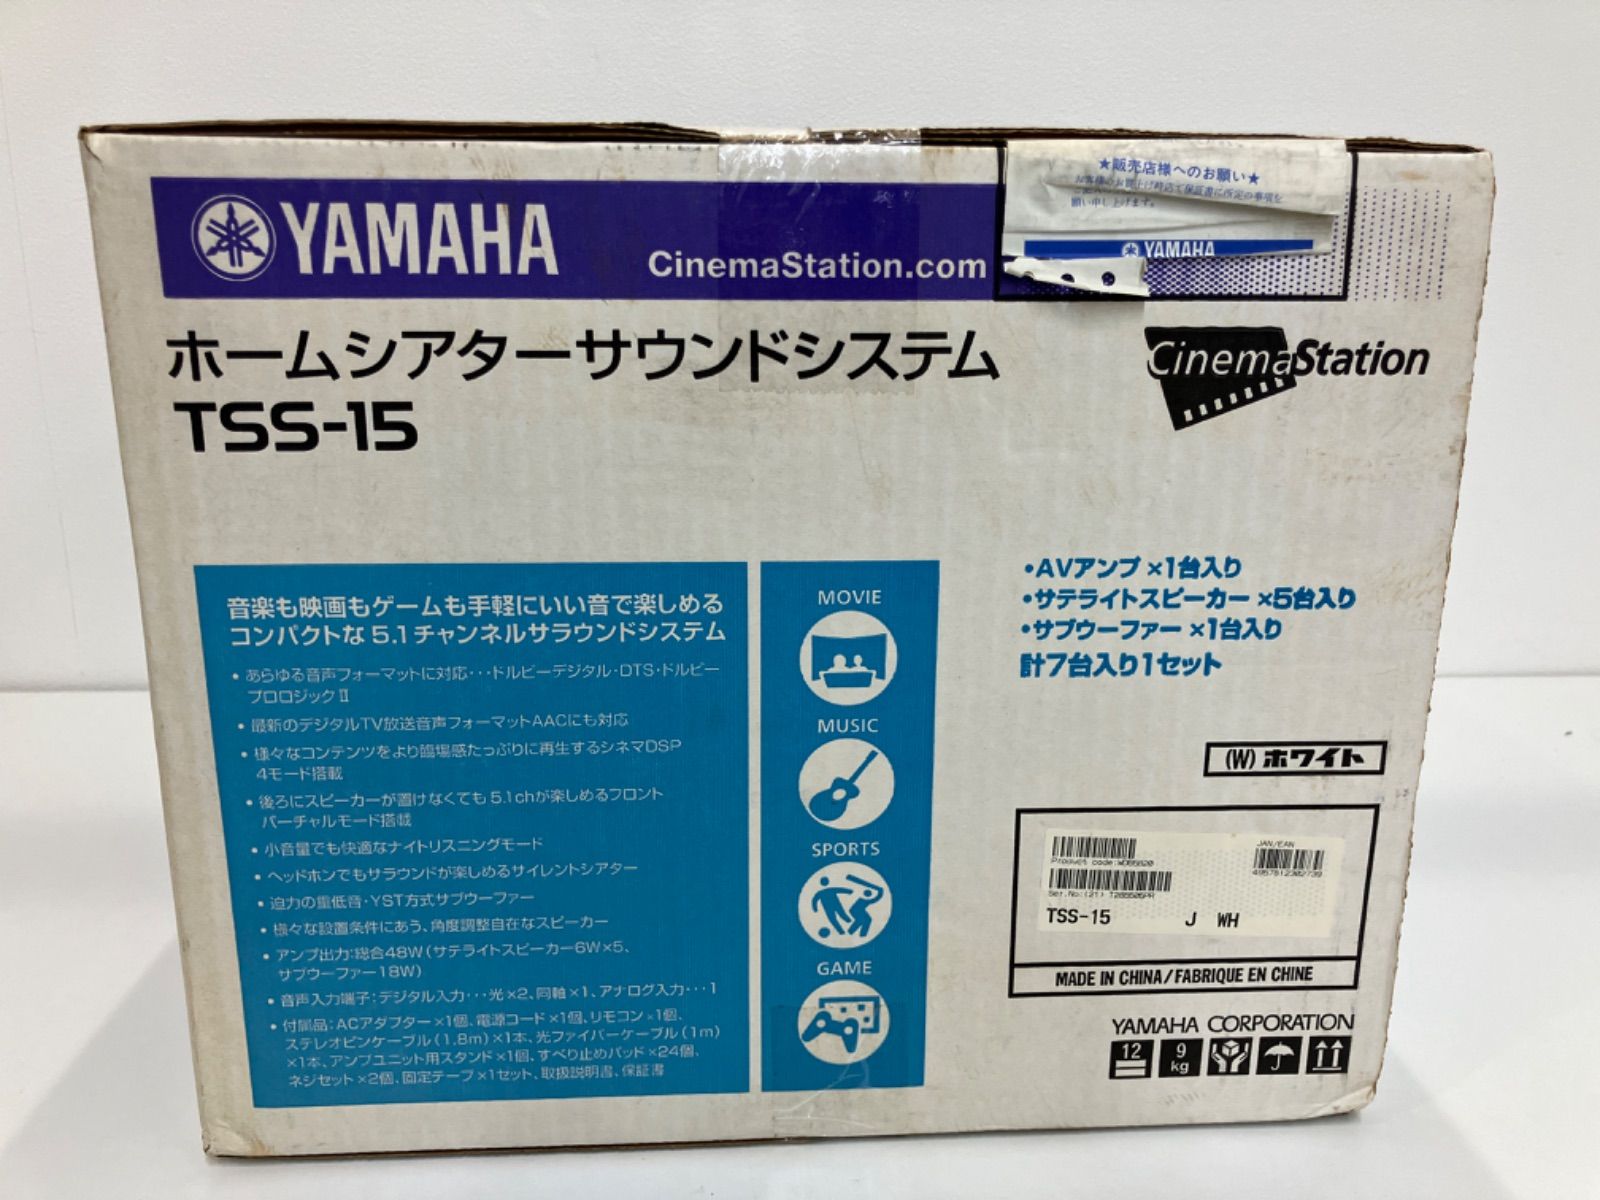 ★販売店様へのお願い★
願い申し上げます。
YAMAHA
YAMAHA
CinemaStation.com
ホームシアターサウンドシステム
TSS-15
CinemaStation
音楽も映画もゲームも手軽にいい音で楽しめる
コンパクトな5.1チャンネルサラウンドシステム
• あらゆる音声フォーマットに対応･･･ドルビーデジタル・DTS・ドルビー
プロロジックⅡ
• 最新のデジタルTV放送音声フォーマットAACにも対応
• 様々なコンテンツをより臨場感たっぷりに再生するシネマDSP
4モード搭載
• 後ろにスピーカーが置けなくても5.1chが楽しめるフロント
バーチャルモード搭載
• 小音量でも快適なナイトリスニングモード
• ヘッドホンでもサラウンドが楽しめるサイレントシアター
• 迫力の重低音・YST方式サブウーファー
• 様々な設置条件にあう、角度調整自在なスピーカー
• アンプ出力:総合48W(サテライトスピーカー6W×5、
サブウーファー18W)
• 音声入力端子:デジタル入力･･･光×2、同軸×1、アナログ入力･･･1
• 付属品:ACアダプター×1個、電源コード×1個、リモコン×1個、
ステレオピンケーブル(1.8m)×1本、光ファイバーケーブル(1m)
×1本、アンプユニット用スタンド×1個、すべり止めパッド×24個、
ネジセット×2個、固定テープ×1セット、取扱説明書、保証書
MOVIE
MUSIC
SPORTS
GAME
•AVアンプ ×1台入り
•サテライトスピーカー ×5台入り
•サブウーファー ×1台入り
計7台入り1セット
(W) ホワイト
JAN/EAN
Product code:WD85820
4957812302739
TSS-15 J WH
MADE IN CHINA/FABRIQUE EN CHINE
YAMAHA CORPORATION
12
9
kg